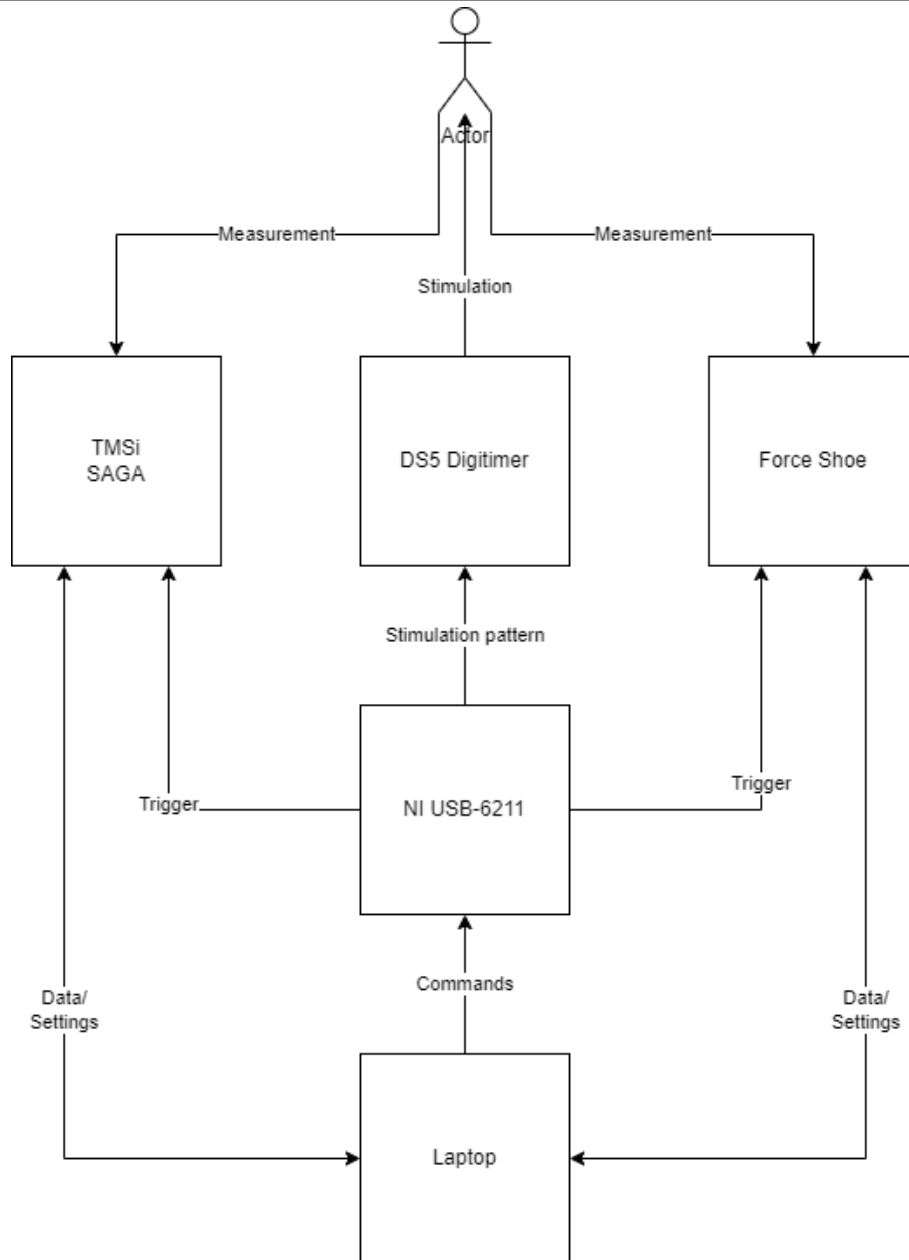 Actor
Measurement
Measurement
Stimulation
TMSi
SAGA
DS5 Digitimer
Force Shoe
Stimulation pattern
Trigger
NI USB-6211
Trigger
Commands
Data/
Settings
Data/
Settings
Laptop